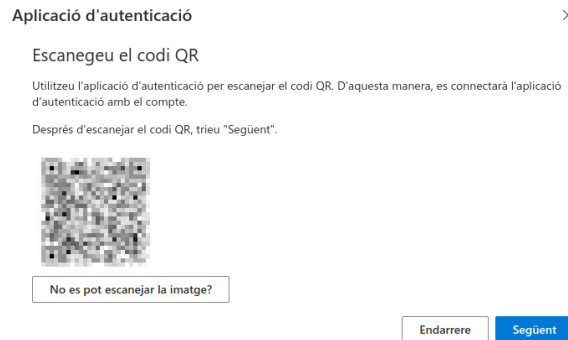 Aplicació d'autenticació
Escanegeu el codi QR
Utilitzeu l'aplicació d'autenticació per escanejar el codi QR. D'aquesta manera, es connectarà l'aplicació
d'autenticació amb el compte.
Després d'escanejar el codi QR, trieu "Següent".
No es pot escanejar la imatge?
Endarrere
Següent